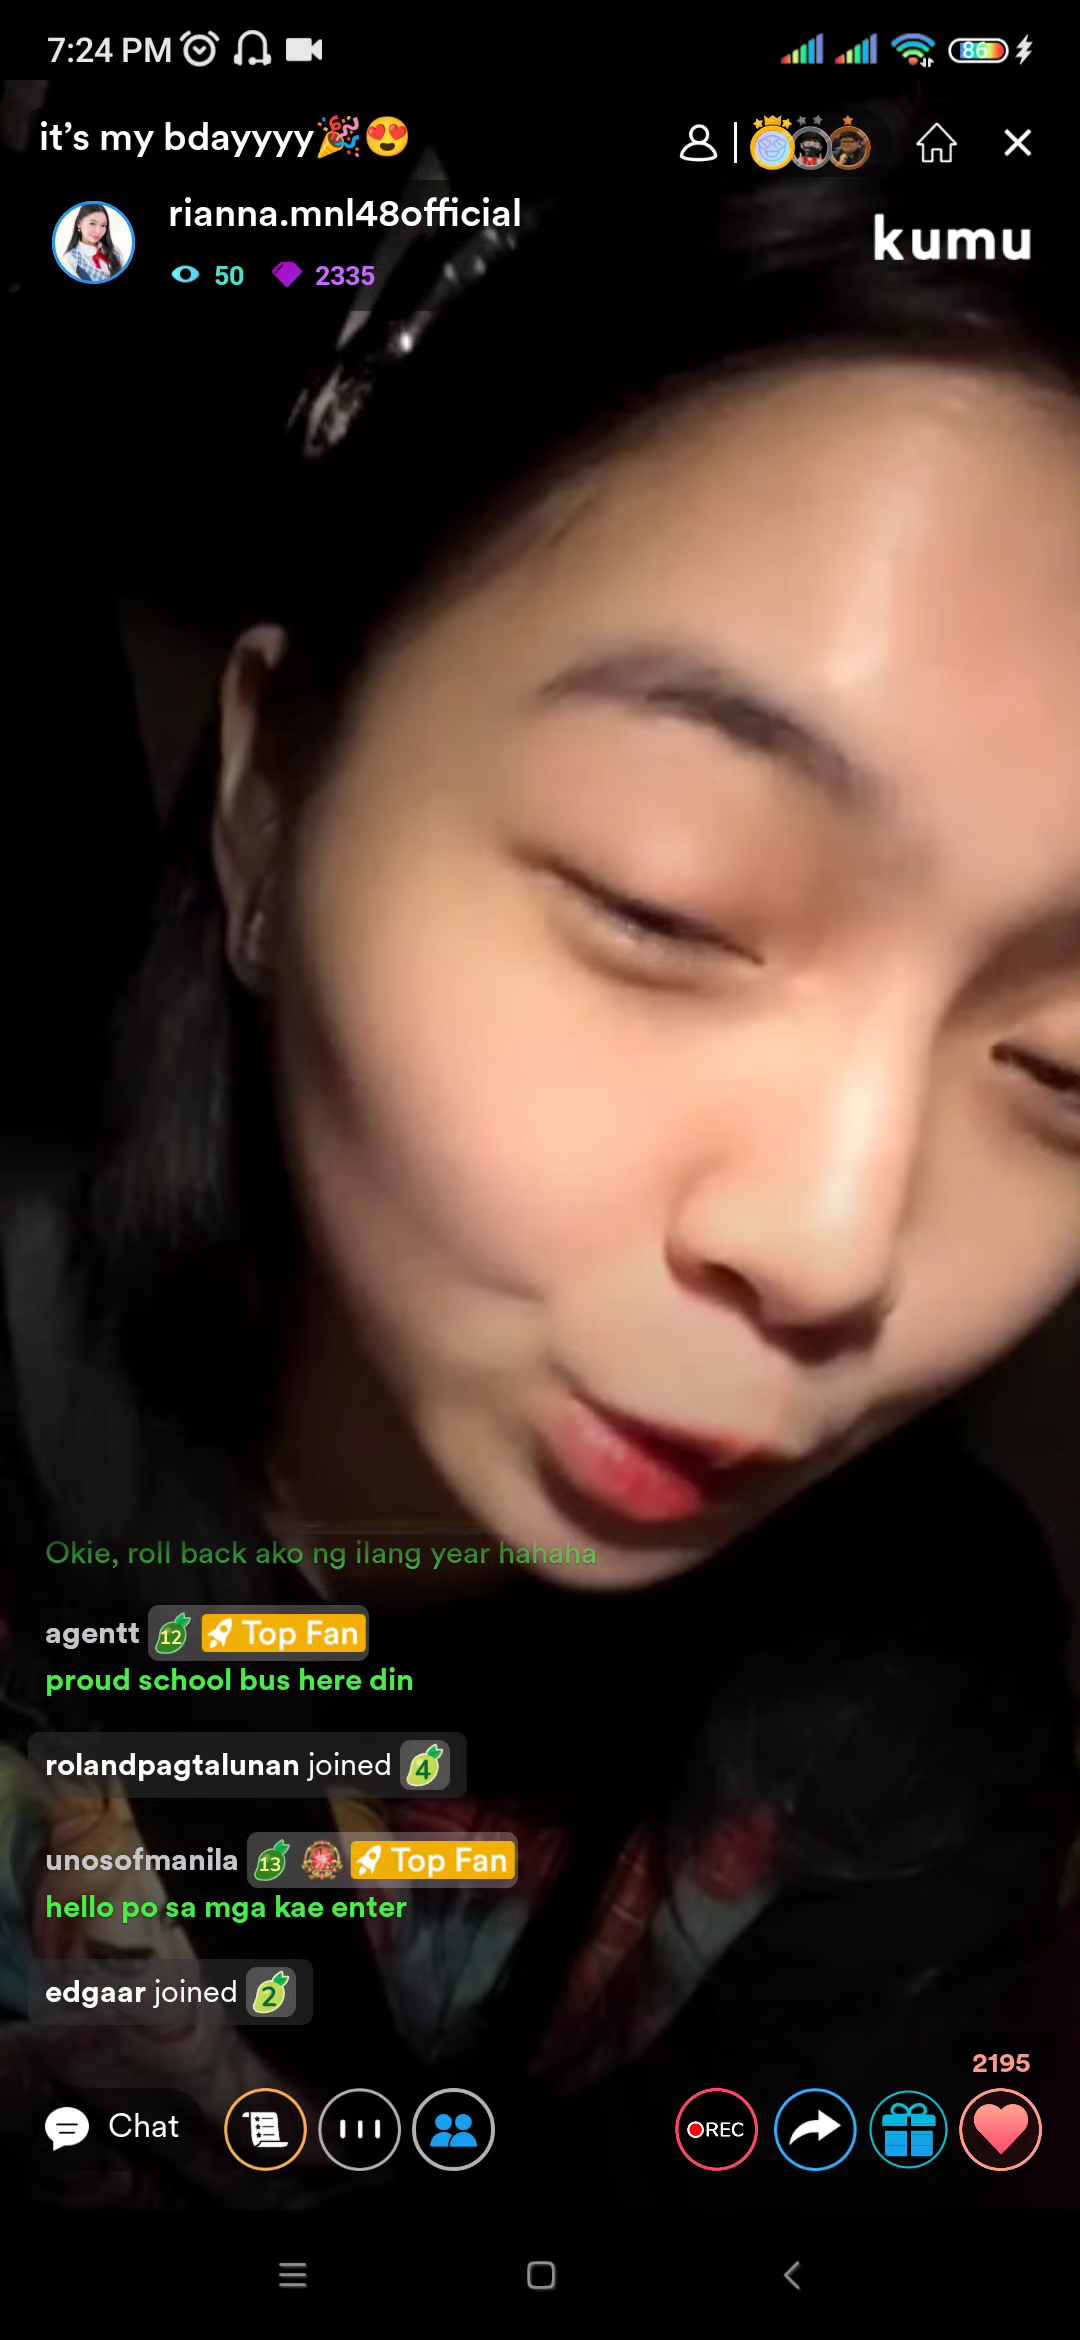 7:24 PM
86
it’s my bdayyyy🎉😍
rianna.mnl48official
kumu
50 2335
Okie, roll back ako ng ilang year hahaha
agentt 12 Top Fan
proud school bus here din
rolandpagtalunan joined 4
unosofmanila 13 Top Fan
hello po sa mga kae enter
edgaar joined 2
2195
Chat
REC